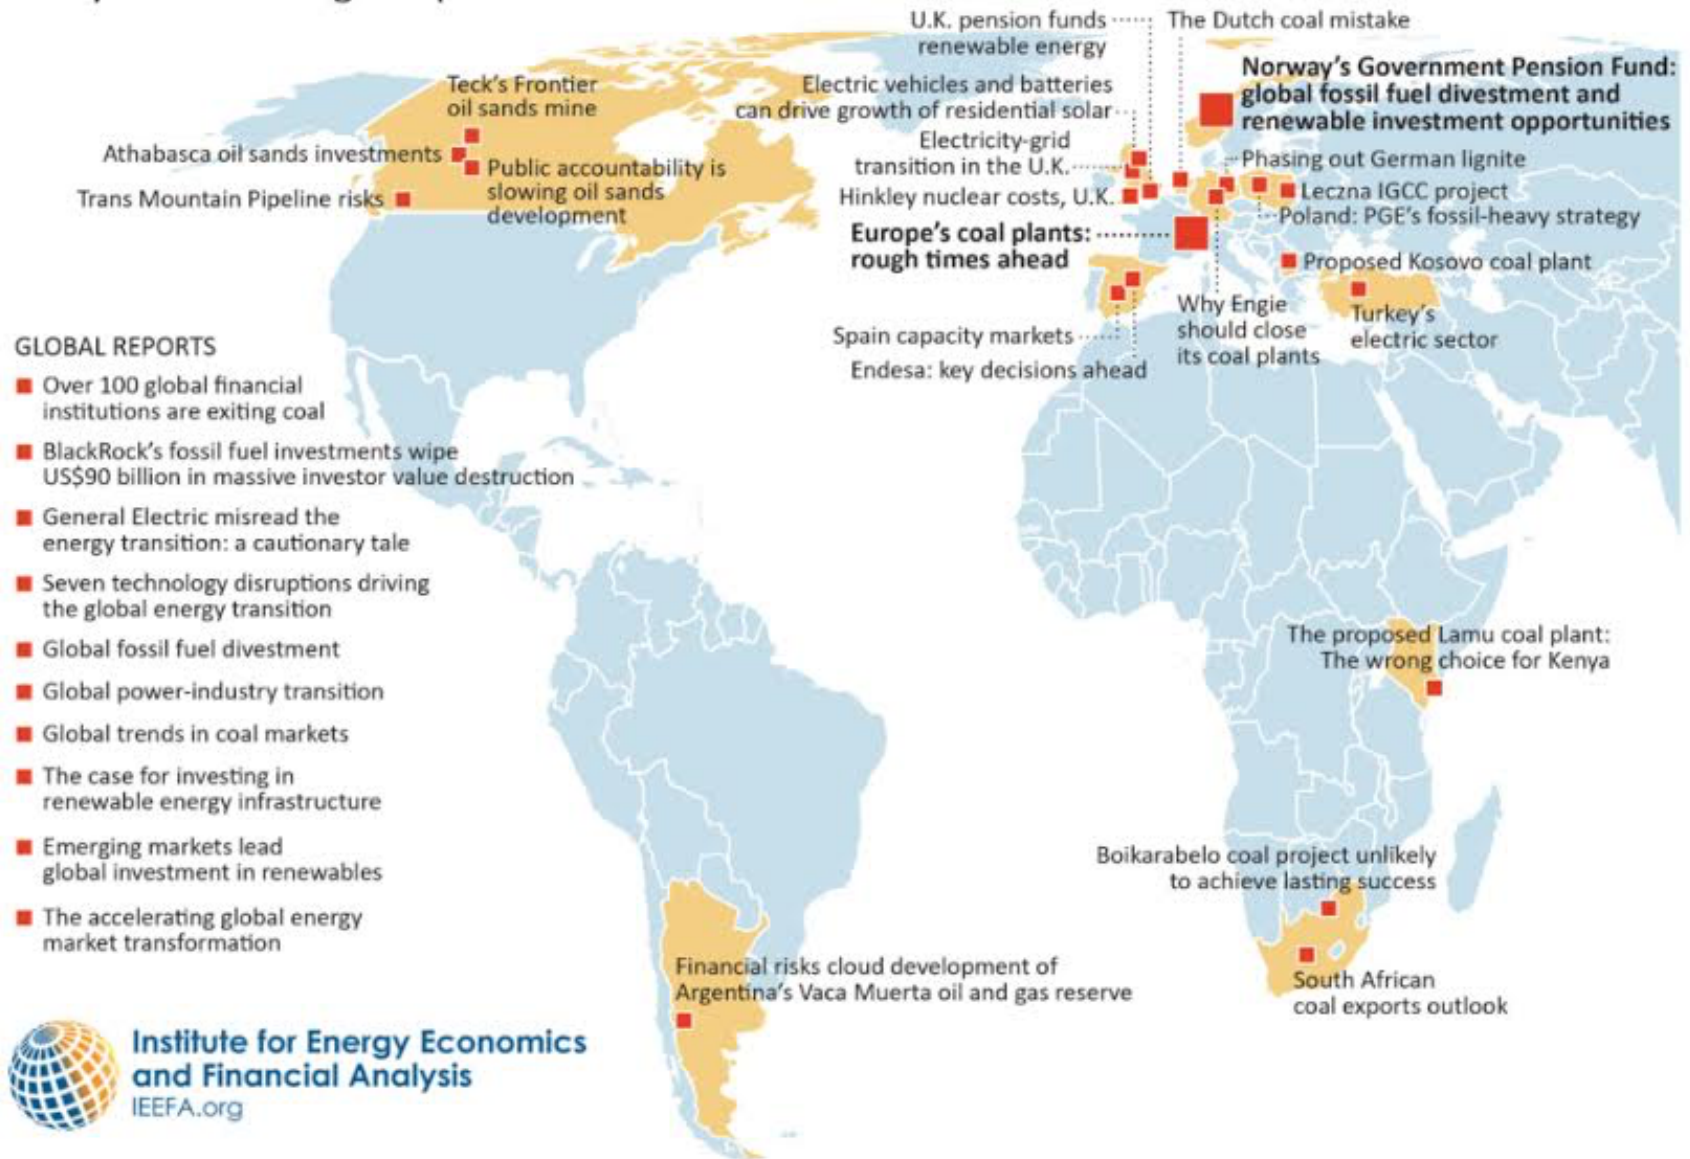 U.K. pension funds
renewable energy
The Dutch coal mistake
Norway's Government Pension Fund:
global fossil fuel divestment and
renewable investment opportunities
Teck's Frontier
oil sands mine
Electric vehicles and batteries
can drive growth of residential solar
Athabasca oil sands investments
Public accountability is
slowing oil sands
development
Trans Mountain Pipeline risks
Electricity-grid
transition in the U.K.
Hinkley nuclear costs, U.K.
Phasing out German lignite
Leczna IGCC project
Poland: PGE's fossil-heavy strategy
Europe's coal plants:
rough times ahead
Proposed Kosovo coal plant
Why Engie
should close
its coal plants
Turkey's
electric sector
Spain capacity markets
Endesa: key decisions ahead
GLOBAL REPORTS
Over 100 global financial
institutions are exiting coal
BlackRock's fossil fuel investments wipe
US$90 billion in massive investor value destruction
General Electric misread the
energy transition: a cautionary tale
Seven technology disruptions driving
the global energy transition
Global fossil fuel divestment
Global power-industry transition
Global trends in coal markets
The case for investing in
renewable energy infrastructure
Emerging markets lead
global investment in renewables
The accelerating global energy
market transformation
The proposed Lamu coal plant:
The wrong choice for Kenya
Boikarabelo coal project unlikely
to achieve lasting success
South African
coal exports outlook
Financial risks cloud development of
Argentina's Vaca Muerta oil and gas reserve
Institute for Energy Economics
and Financial Analysis
IEEFA.org